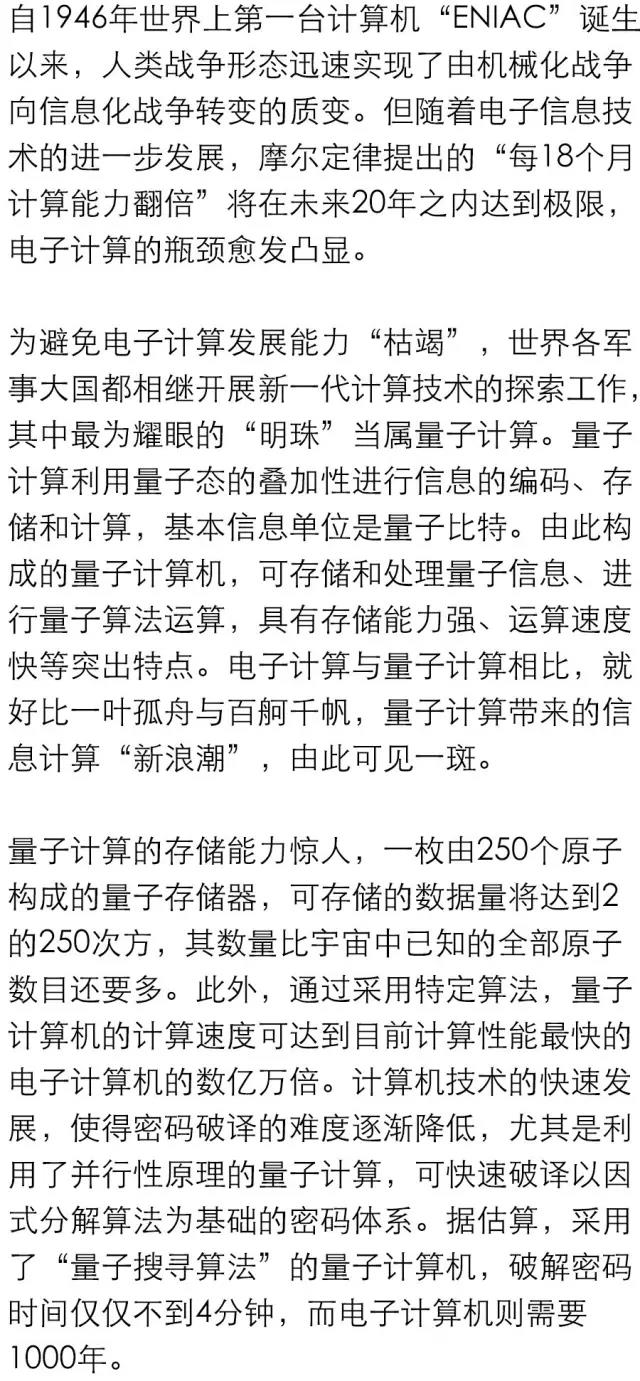 自1946年世界上第一台计算机“ENIAC”诞生
以来，人类战争形态迅速实现了由机械化战争
向信息化战争转变的质变。但随着电子信息技
术的进一步发展，摩尔定律提出的“每18个月
计算能力翻倍”将在未来20年之内达到极限，
电子计算的瓶颈愈发凸显。
为避免电子计算发展能力“枯竭”，世界各军
事大国都相继开展新一代计算技术的探索工作，
其中最为耀眼的“明珠”当属量子计算。量子
计算利用量子态的叠加性进行信息的编码、存
储和计算，基本信息单位是量子比特。由此构
成的量子计算机，可存储和处理量子信息、进
行量子算法运算，具有存储能力强、运算速度
快等突出特点。电子计算与量子计算相比，就
好比一叶孤舟与百舸千帆，量子计算带来的信
息计算“新浪潮”，由此可见一斑。
量子计算的存储能力惊人，一枚由250个原子
构成的量子存储器，可存储的数据量将达到2
的250次方，其数量比宇宙中已知的全部原子
数目还要多。此外，通过采用特定算法，量子
计算机的计算速度可达到目前计算性能最快的
电子计算机的数亿万倍。计算机技术的快速发
展，使得密码破译的难度逐渐降低，尤其是利
用了并行性原理的量子计算，可快速破译以因
式分解算法为基础的密码体系。据估算，采用
了“量子搜寻算法”的量子计算机，破解密码
时间仅仅不到4分钟，而电子计算机则需要
1000年。